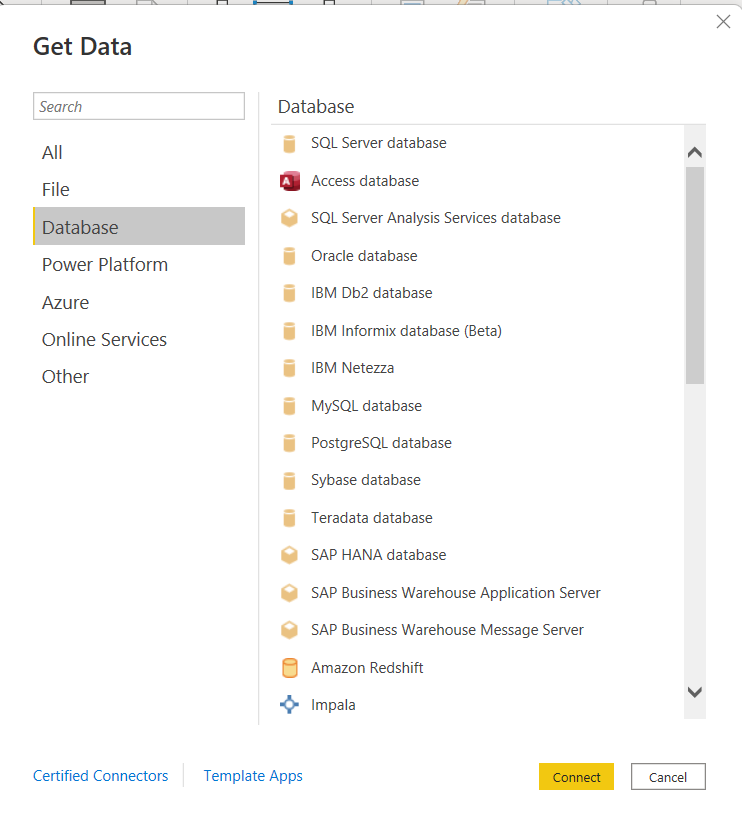 Get Data
Search
All
File
Database
Power Platform
Azure
Online Services
Other
Database
SQL Server database
A Access database
SQL Server Analysis Services database
Oracle database
IBM Db2 database
IBM Informix database (Beta)
IBM Netezza
MySQL database
PostgreSQL database
Sybase database
Teradata database
SAP HANA database
SAP Business Warehouse Application Server
SAP Business Warehouse Message Server
Amazon Redshift
Impala
Certified Connectors
Template Apps
Connect
Cancel